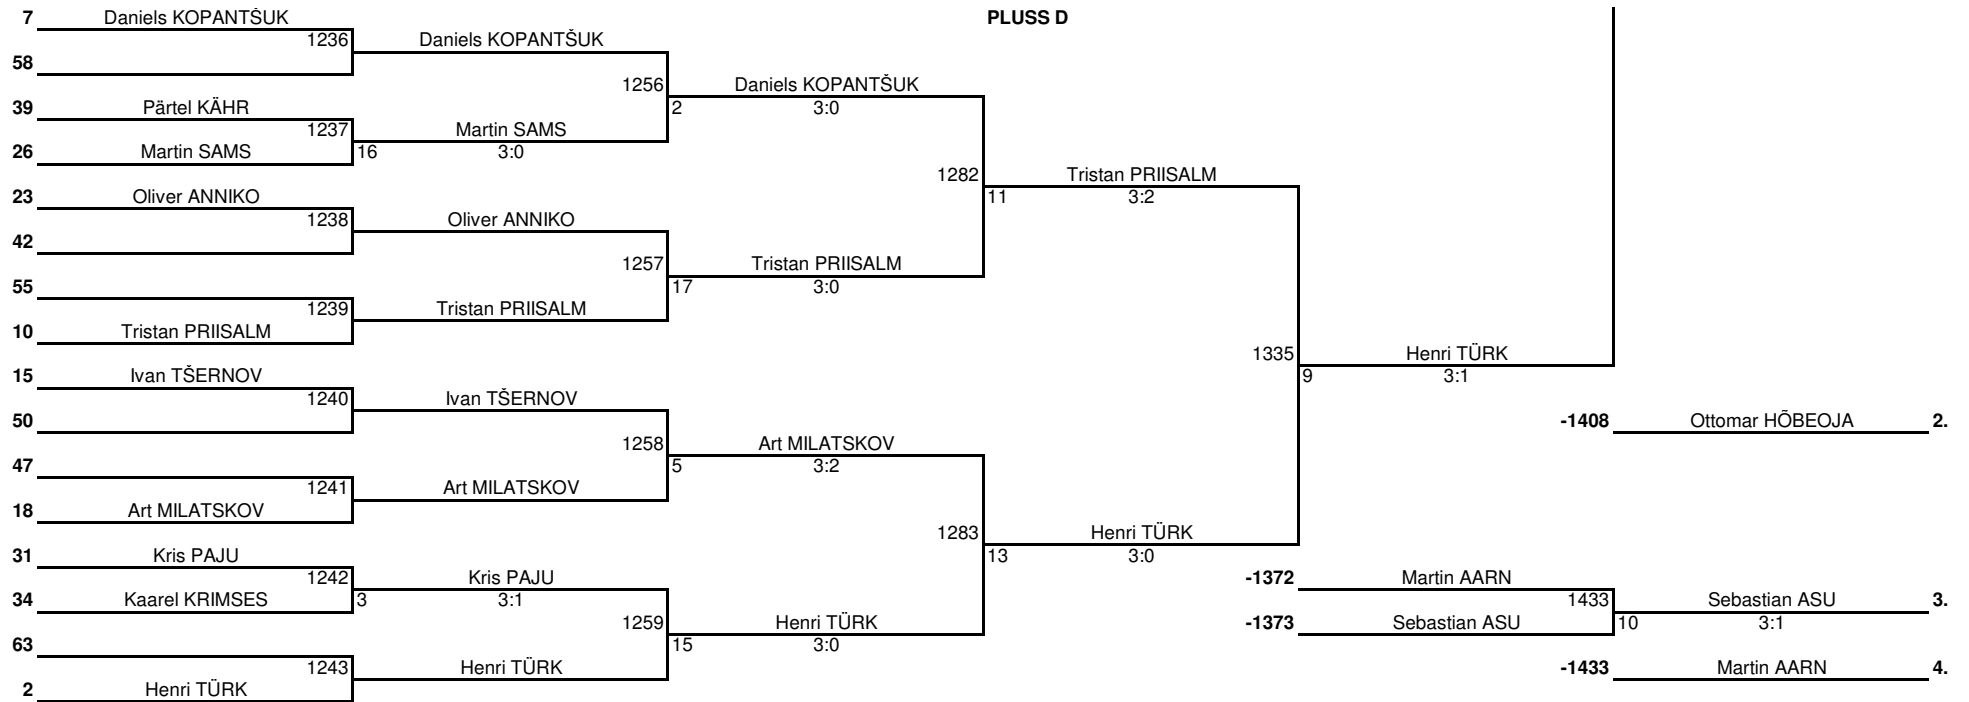 7 Daniels KOPANTŠUK PLUSS D
1236 Daniels KOPANTŠUK
58
1256 Daniels KOPANTŠUK
39 Pärtel KÄHR 2 3:0
1237 Martin SAMS
26 Martin SAMS 16 3:0
1282 Tristan PRIISALM
23 Oliver ANNIKO 11 3:2
1238 Oliver ANNIKO
42
1257 Tristan PRIISALM
55 17 3:0
1239 Tristan PRIISALM
10 Tristan PRIISALM
1335 Henri TÜRK
15 Ivan TŠERNOV 9 3:1
1240 Ivan TŠERNOV
50 -1408 Ottomar HÕBEOJA 2.
1258 Art MILATSKOV
47 5 3:2
1241 Art MILATSKOV
18 Art MILATSKOV
1283 Henri TÜRK
31 Kris PAJU 13 3:0
1242 Kris PAJU -1372 Martin AARN
34 Kaarel KRIMSES 3 3:1 1433 Sebastian ASU 3.
1259 Henri TÜRK -1373 Sebastian ASU 10 3:1
63 15 3:0
1243 Henri TÜRK -1433 Martin AARN 4.
2 Henri TÜRK